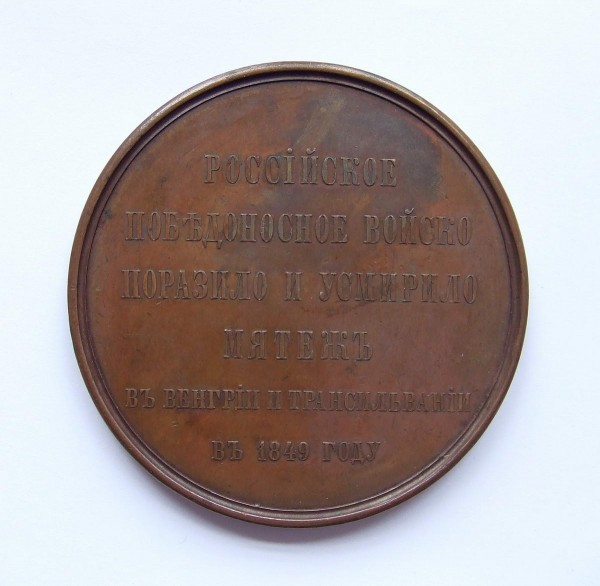 РОССІЙСКОЕ
ПОБѢДОНОСНОЕ ВОЙСКО
ПОРАЗИЛО И УСМИРИЛО
МЯТЕЖЪ
ВЪ ВЕНГРІИ И ТРАНСИЛЬВАНІИ
ВЪ 1849 ГОДУ